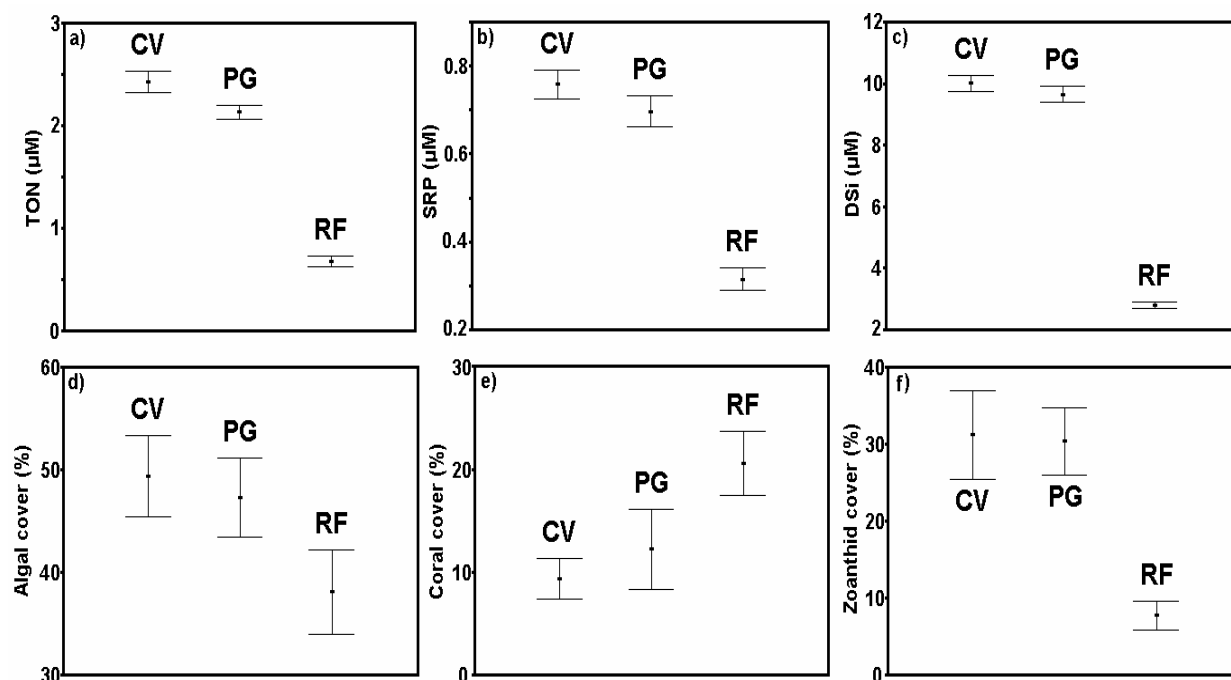 a)
CV
PG
RF
3
2
1
0
TON (µM)
b)
CV
PG
RF
0.8
0.6
0.4
0.2
SRP (µM)
c)
CV
PG
RF
12
10
8
6
4
2
DSi (µM)
d)
CV
PG
RF
60
50
40
30
Algal cover (%)
e)
CV
PG
RF
30
20
10
0
Coral cover (%)
f)
CV
PG
RF
40
30
20
10
0
Zoanthid cover (%)